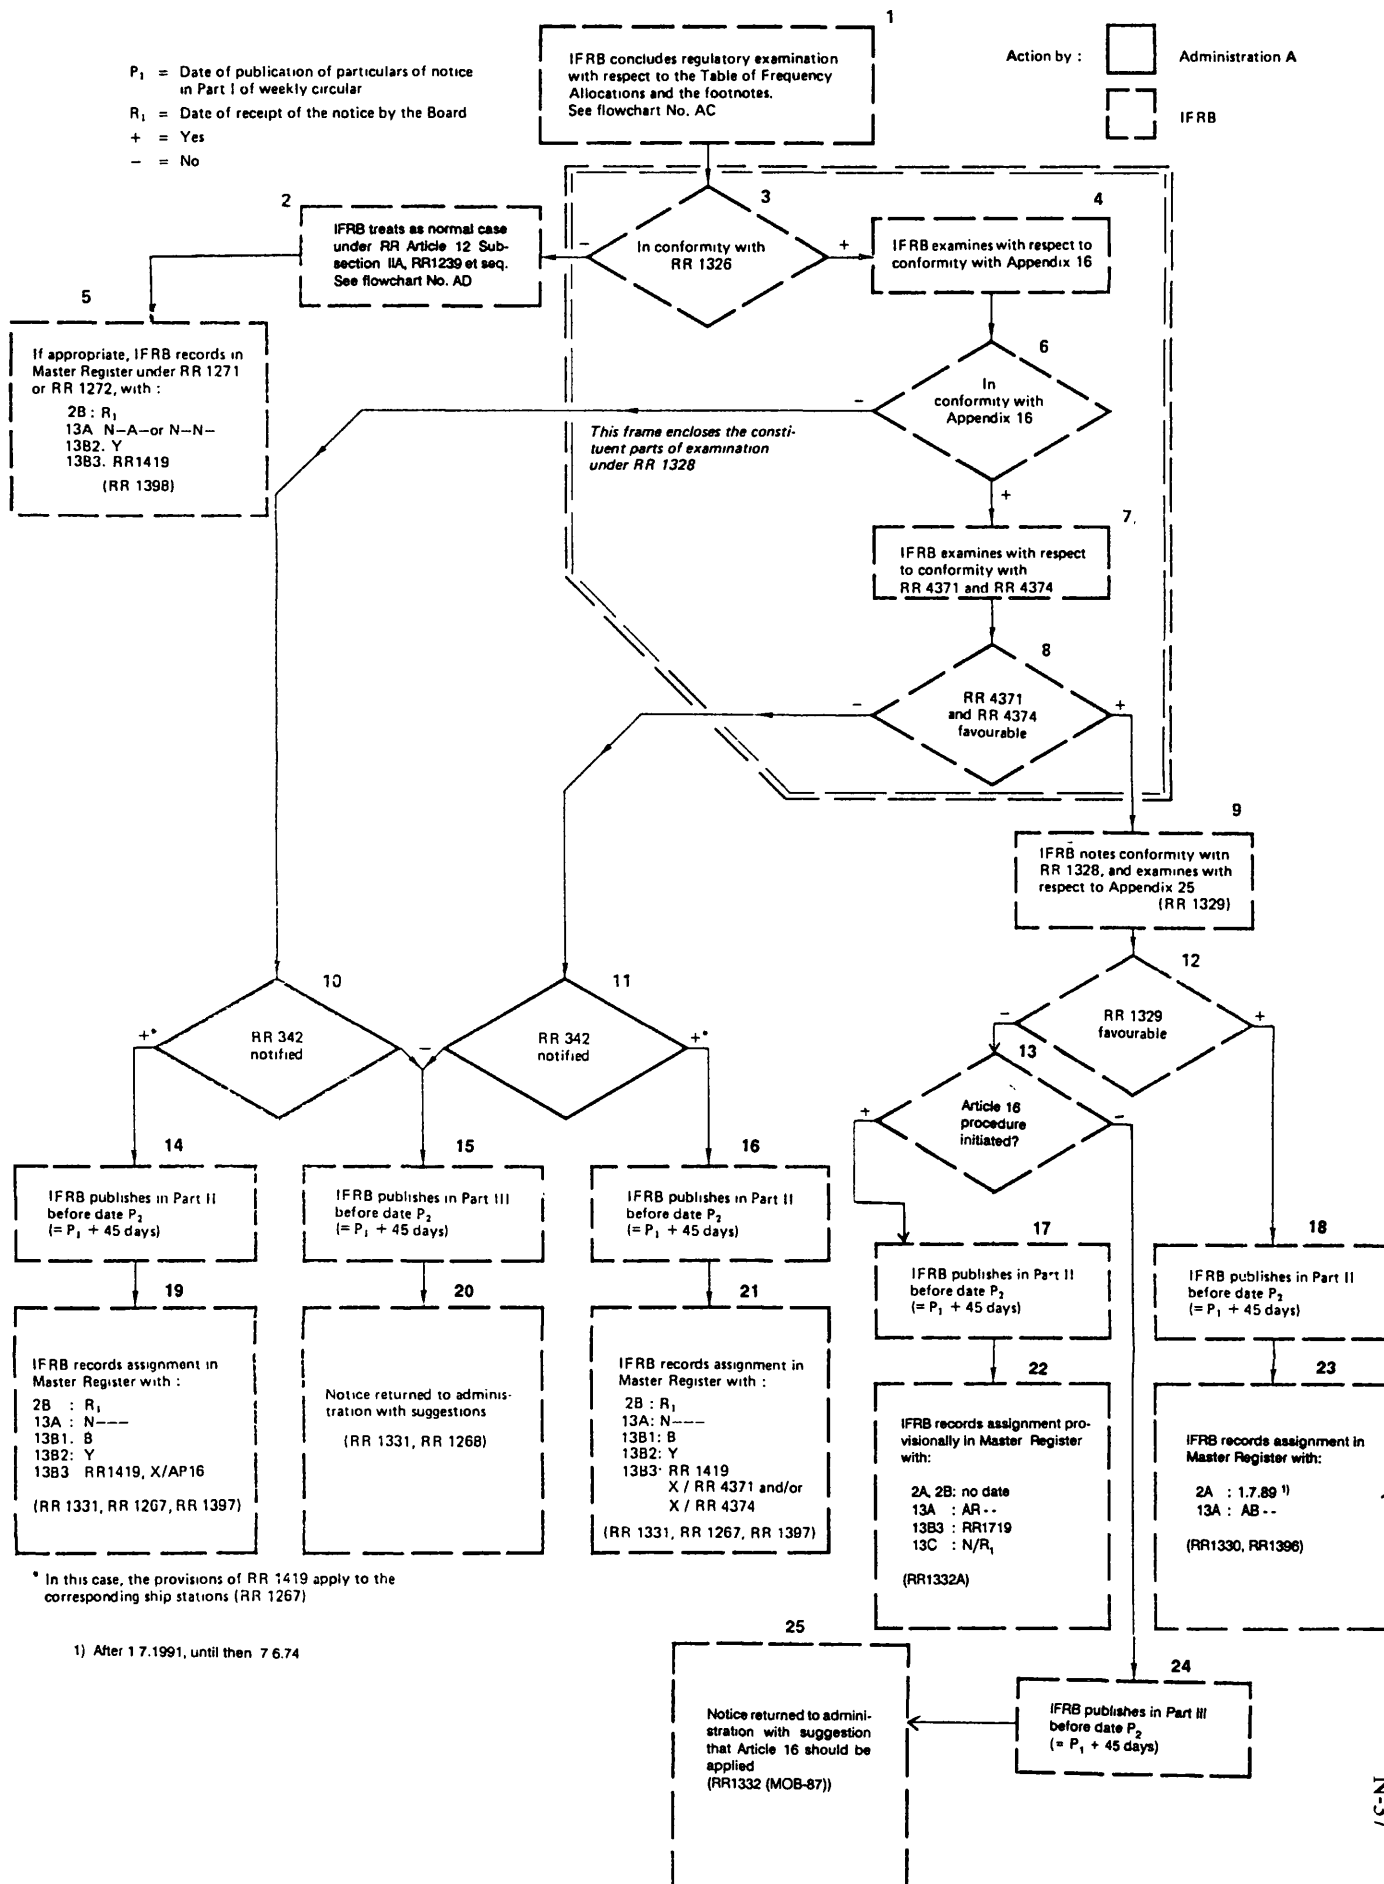 1
IFRB concludes regulatory examination
with respect to the Table of Frequency
Allocations and the footnotes.
See flowchart No. AC
Action by :
Administration A
IFRB
P₁ = Date of publication of particulars of notice
in Part I of weekly circular
R₁ = Date of receipt of the notice by the Board
+ = Yes
− = No
2
IFRB treats as normal case
under RR Article 12 Sub-
section IIA, RR1239 et seq.
See flowchart No. AD
3
In conformity with
RR 1326
−
+
4
IFRB examines with respect to
conformity with Appendix 16
5
If appropriate, IFRB records in
Master Register under RR 1271
or RR 1272, with :
2B : R₁
13A N–A–or N–N–
13B2. Y
13B3. RR1419
(RR 1398)
6
In
conformity with
Appendix 16
−
+
This frame encloses the consti-
tuent parts of examination
under RR 1328
7
IFRB examines with respect
to conformity with
RR 4371 and RR 4374
8
RR 4371
and RR 4374
favourable
−
+
9
IFRB notes conformity with
RR 1328, and examines with
respect to Appendix 25
(RR 1329)
10
RR 342
notified
+*
−
11
RR 342
notified
+*
12
RR 1329
favourable
−
+
13
Article 16
procedure
initiated?
+
−
14
IFRB publishes in Part II
before date P₂
(= P₁ + 45 days)
15
IFRB publishes in Part III
before date P₂
(= P₁ + 45 days)
16
IFRB publishes in Part II
before date P₂
(= P₁ + 45 days)
17
IFRB publishes in Part II
before date P₂
(= P₁ + 45 days)
18
IFRB publishes in Part II
before date P₂
(= P₁ + 45 days)
19
IFRB records assignment in
Master Register with :
2B : R₁
13A : N–––
13B1. B
13B2: Y
13B3 RR1419, X/AP16
(RR 1331, RR 1267, RR 1397)
20
Notice returned to adminis-
tration with suggestions
(RR 1331, RR 1268)
21
IFRB records assignment in
Master Register with :
2B : R₁
13A: N–––
13B1: B
13B2: Y
13B3· RR 1419
X / RR 4371 and/or
X / RR 4374
(RR 1331, RR 1267, RR 1397)
22
IFRB records assignment pro-
visionally in Master Register
with:
2A, 2B: no date
13A : AR - -
13B3 : RR1719
13C : N/R₁
(RR1332A)
23
IFRB records assignment in
Master Register with:
2A : 1.7.89 ¹⁾
13A : AB - -
(RR1330, RR1396)
* In this case, the provisions of RR 1419 apply to the
corresponding ship stations (RR 1267)
1) After 1 7.1991, until then 7 6.74
24
IFRB publishes in Part III
before date P₂
(= P₁ + 45 days)
25
Notice returned to admini-
stration with suggestion
that Article 16 should be
applied
(RR1332 (MOB-87))